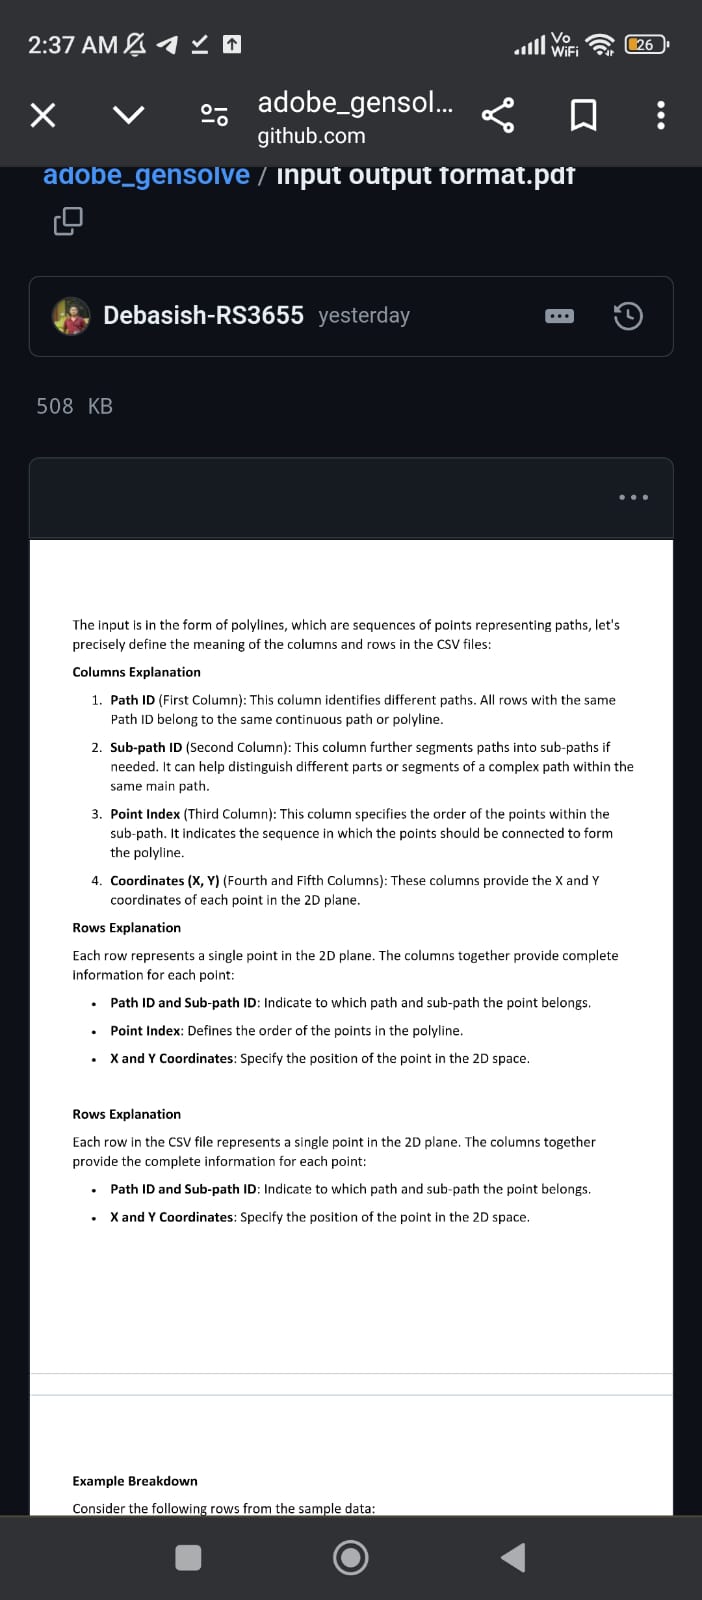 2:37 AM
Vo
WiFi
26
adobe_gensol...
github.com
adobe_gensolve / input output format.pdf
Debasish-RS3655 yesterday
508 KB
The input is in the form of polylines, which are sequences of points representing paths, let's
precisely define the meaning of the columns and rows in the CSV files:
Columns Explanation
1. Path ID (First Column): This column identifies different paths. All rows with the same
Path ID belong to the same continuous path or polyline.
2. Sub-path ID (Second Column): This column further segments paths into sub-paths if
needed. It can help distinguish different parts or segments of a complex path within the
same main path.
3. Point Index (Third Column): This column specifies the order of the points within the
sub-path. It indicates the sequence in which the points should be connected to form
the polyline.
4. Coordinates (X, Y) (Fourth and Fifth Columns): These columns provide the X and Y
coordinates of each point in the 2D plane.
Rows Explanation
Each row represents a single point in the 2D plane. The columns together provide complete
information for each point:
• Path ID and Sub-path ID: Indicate to which path and sub-path the point belongs.
• Point Index: Defines the order of the points in the polyline.
• X and Y Coordinates: Specify the position of the point in the 2D space.
Rows Explanation
Each row in the CSV file represents a single point in the 2D plane. The columns together
provide the complete information for each point:
• Path ID and Sub-path ID: Indicate to which path and sub-path the point belongs.
• X and Y Coordinates: Specify the position of the point in the 2D space.
Example Breakdown
Consider the following rows from the sample data: